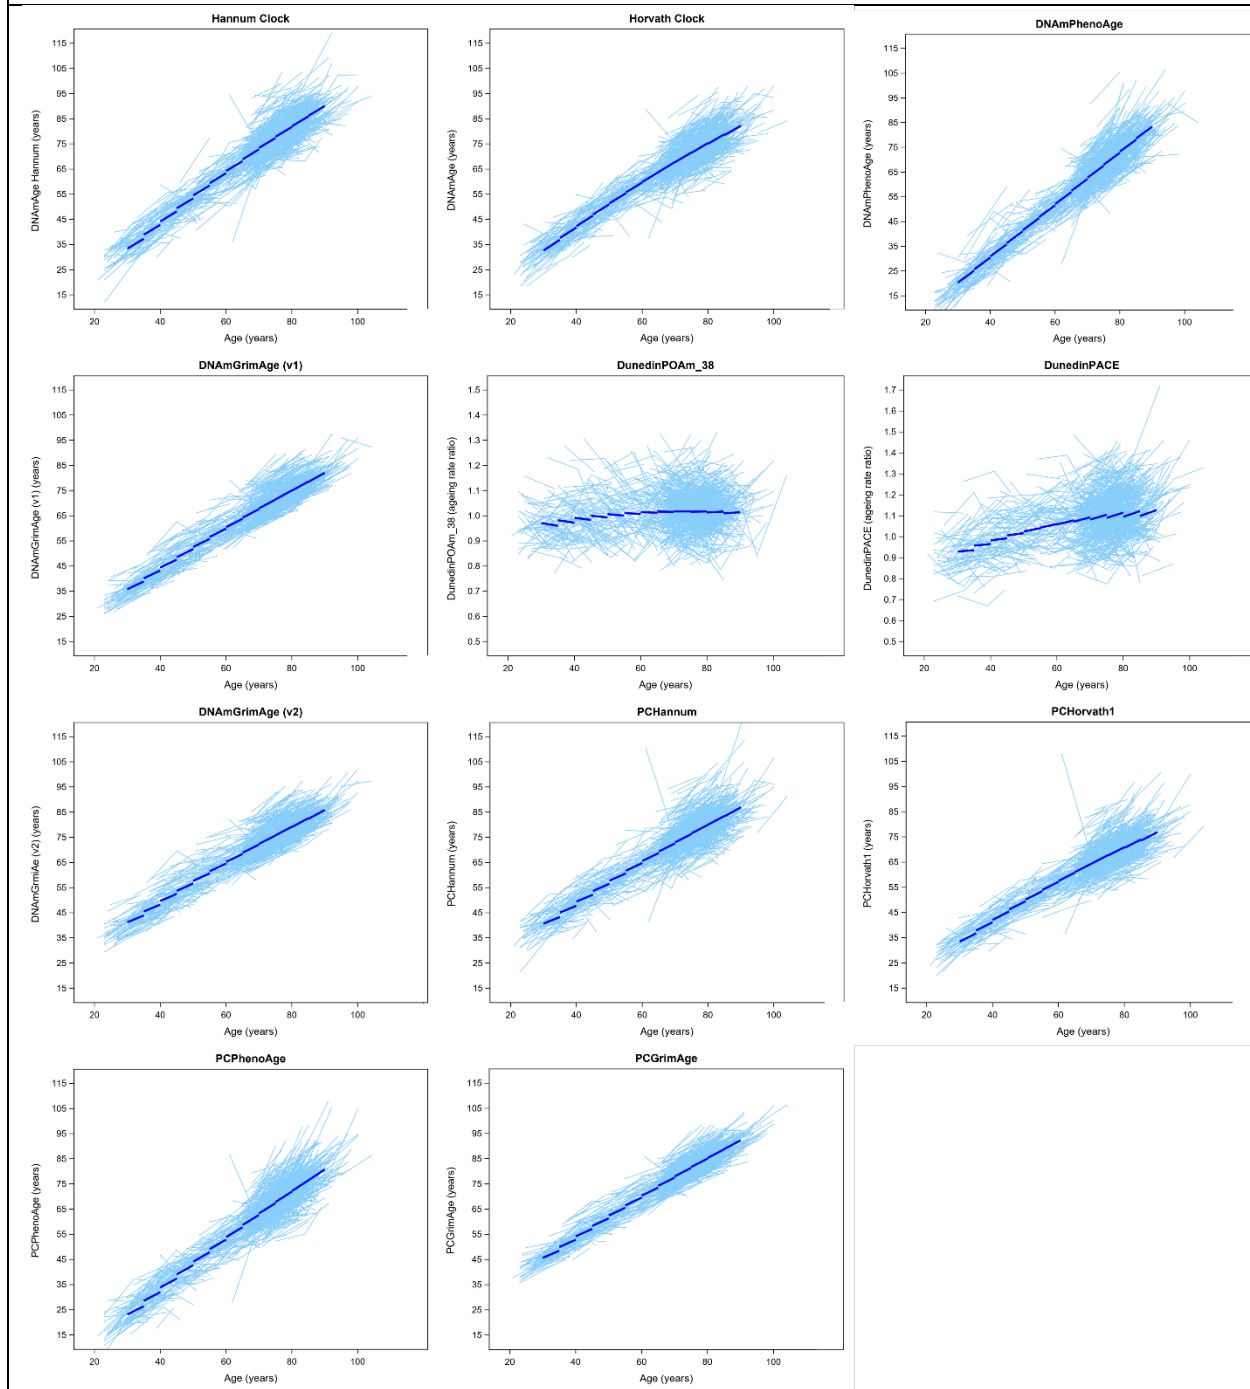 Hannum Clock
DNAmAge Hannum (years)
115
105
95
85
75
65
55
45
35
25
15
20 40 60 80 100
Age (years)
Horvath Clock
DNAmAge (years)
115
105
95
85
75
65
55
45
35
25
15
20 40 60 80 100
Age (years)
DNAmPhenoAge
DNAmPhenoAge (years)
115
105
95
85
75
65
55
45
35
25
15
20 40 60 80 100
Age (years)
DNAmGrimAge (v1)
DNAmGrimAge (v1) (years)
115
105
95
85
75
65
55
45
35
25
15
20 40 60 80 100
Age (years)
DunedinPOAm_38
DunedinPOAm_38 (ageing rate ratio)
1.5
1.4
1.3
1.2
1.1
1.0
0.9
0.8
0.7
0.6
0.5
20 40 60 80 100
Age (years)
DunedinPACE
DunedinPACE (ageing rate ratio)
1.7
1.6
1.5
1.4
1.3
1.2
1.1
1.0
0.9
0.8
0.7
0.6
0.5
20 40 60 80 100
Age (years)
DNAmGrimAge (v2)
DNAmGrmiAe (v2) (years)
115
105
95
85
75
65
55
45
35
25
15
20 40 60 80 100
Age (years)
PCHannum
PCHannum (years)
115
105
95
85
75
65
55
45
35
25
15
20 40 60 80 100
Age (years)
PCHorvath1
PCHorvath1 (years)
115
105
95
85
75
65
55
45
35
25
15
20 40 60 80 100
Age (years)
PCPhenoAge
PCPhenoAge (years)
115
105
95
85
75
65
55
45
35
25
15
20 40 60 80 100
Age (years)
PCGrimAge
PCGrimAge (years)
115
105
95
85
75
65
55
45
35
25
15
20 40 60 80 100
Age (years)